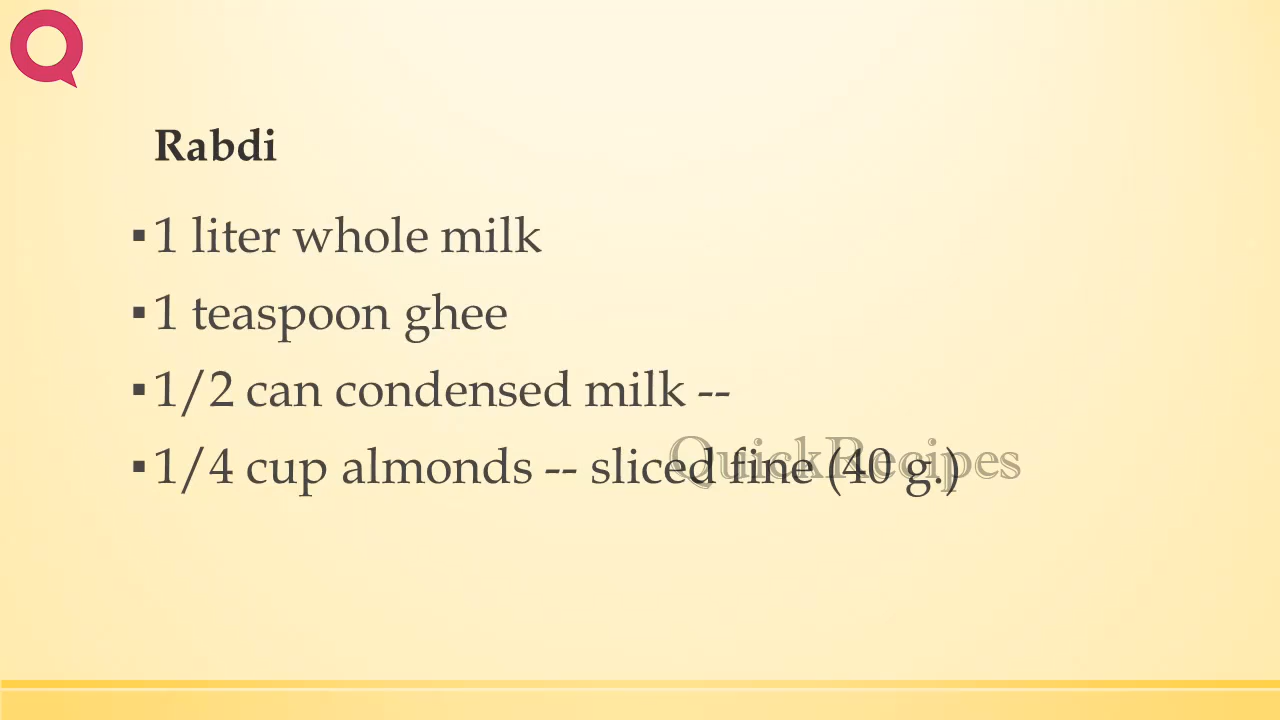 Rabdi
▪1 liter whole milk
▪1 teaspoon ghee
▪1/2 can condensed milk --
▪1/4 cup almonds -- sliced fine (40 g.)
QuickRecipes